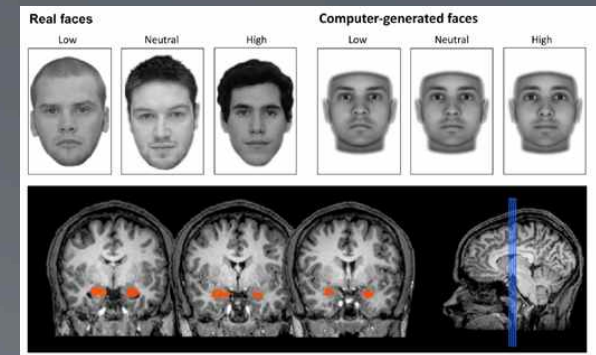 Real faces
Computer-generated faces
Low
Neutral
High
Low
Neutral
High